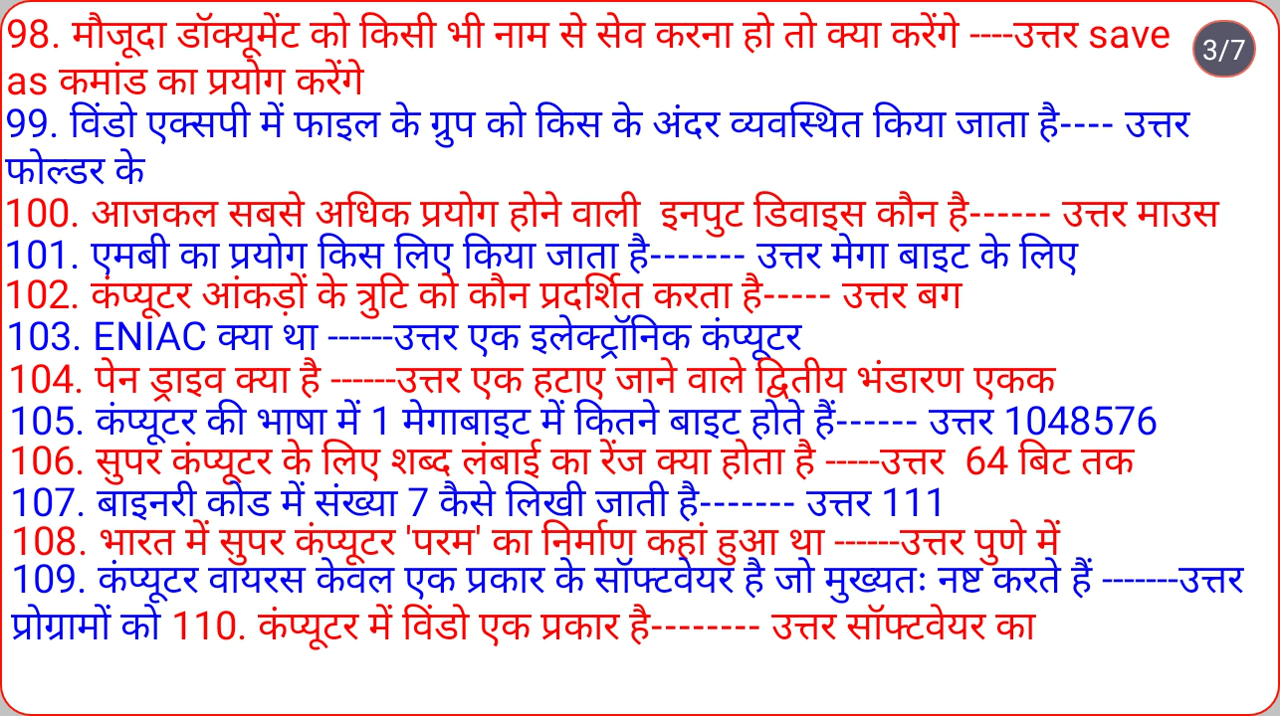 98. मौजूदा डॉक्यूमेंट को किसी भी नाम से सेव करना हो तो क्या करेंगे ----उत्तर save
3/7
as कमांड का प्रयोग करेंगे
99. विंडो एक्सपी में फाइल के ग्रुप को किस के अंदर व्यवस्थित किया जाता है---- उत्तर
फोल्डर के
100. आजकल सबसे अधिक प्रयोग होने वाली  इनपुट डिवाइस कौन है------ उत्तर माउस
101. एमबी का प्रयोग किस लिए किया जाता है------- उत्तर मेगा बाइट के लिए
102. कंप्यूटर आंकड़ों के त्रुटि को कौन प्रदर्शित करता है----- उत्तर बग
103. ENIAC क्या था ------उत्तर एक इलेक्ट्रॉनिक कंप्यूटर
104. पेन ड्राइव क्या है ------उत्तर एक हटाए जाने वाले द्वितीय भंडारण एकक
105. कंप्यूटर की भाषा में 1 मेगाबाइट में कितने बाइट होते हैं------ उत्तर 1048576
106. सुपर कंप्यूटर के लिए शब्द लंबाई का रेंज क्या होता है -----उत्तर  64 बिट तक
107. बाइनरी कोड में संख्या 7 कैसे लिखी जाती है------- उत्तर 111
108. भारत में सुपर कंप्यूटर 'परम' का निर्माण कहां हुआ था ------उत्तर पुणे में
109. कंप्यूटर वायरस केवल एक प्रकार के सॉफ्टवेयर है जो मुख्यतः नष्ट करते हैं -------उत्तर
प्रोग्रामों को 110. कंप्यूटर में विंडो एक प्रकार है-------- उत्तर सॉफ्टवेयर का